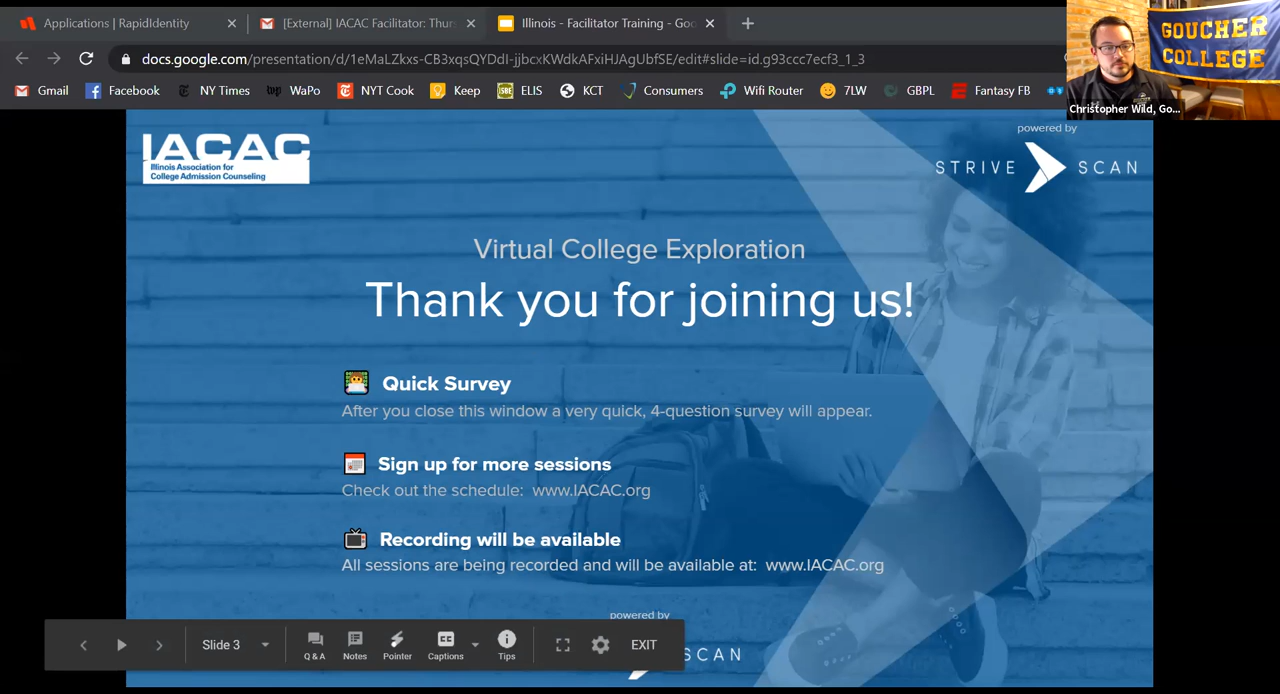 Applications | RapidIdentity
[External] IACAC Facilitator: Thur
Illinois - Facilitator Training - Goo
docs.google.com/presentation/d/1eMaLZkxs-CB3xqsQYDdI-jjbcxKWdkAFxiHJAgUbfSE/edit#slide=id.g93ccc7ecf3_1_3
Gmail Facebook NY Times WaPo NYT Cook Keep ELIS KCT Consumers Wifi Router 7LW GBPL Fantasy FB
GOUCHER
COLLEGE
Christopher Wild, Go...
IACAC
Illinois Association for
College Admission Counseling
powered by
STRIVE SCAN
Virtual College Exploration
Thank you for joining us!
Quick Survey
After you close this window a very quick, 4-question survey will appear.
Sign up for more sessions
Check out the schedule: www.IACAC.org
Recording will be available
All sessions are being recorded and will be available at: www.IACAC.org
powered by
SCAN
Slide 3
Q & A Notes Pointer Captions Tips EXIT